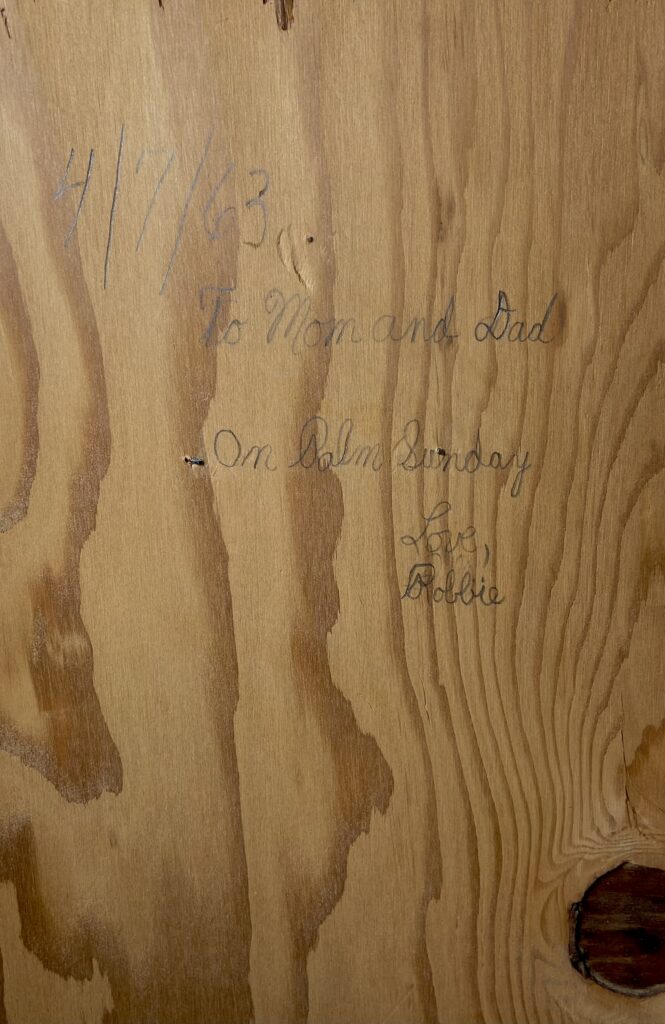 4/7/63
To Mom and Dad
On Palm Sunday
Love,
Robbie